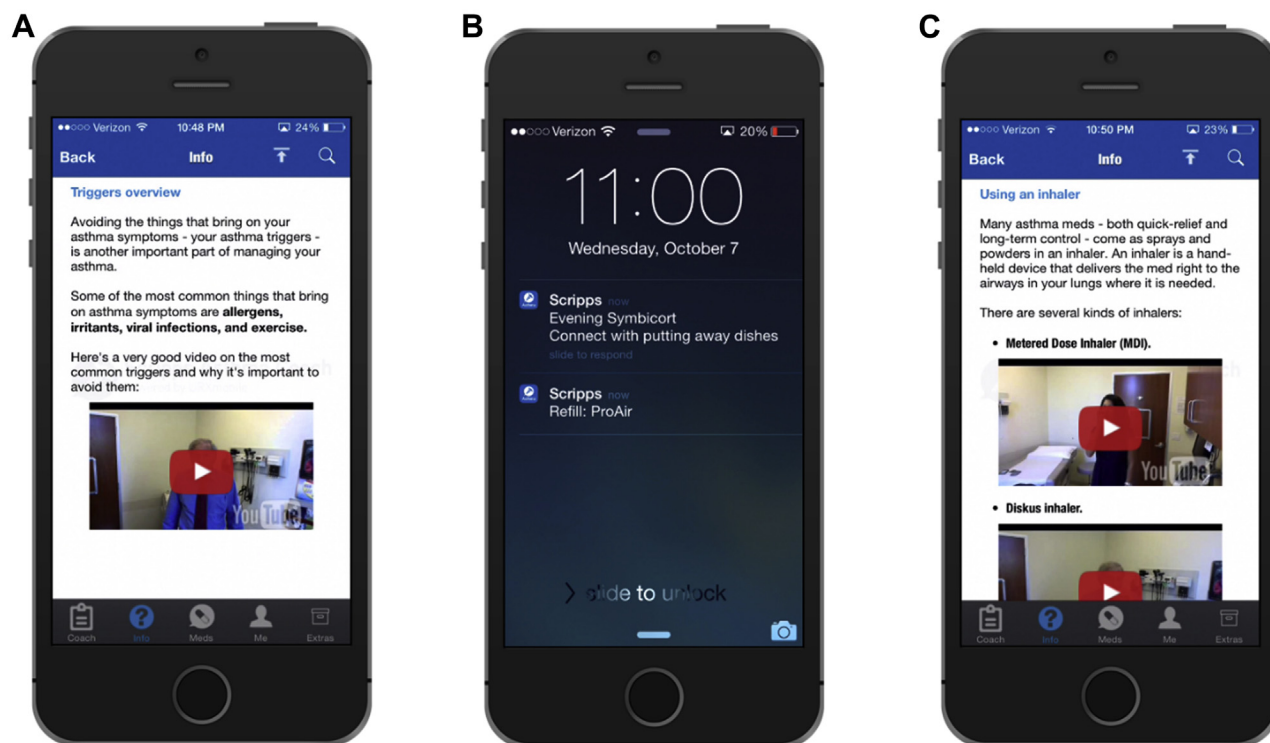 A
Verizon 10:48 PM 24%
Back Info
Triggers overview
Avoiding the things that bring on your
asthma symptoms - your asthma triggers -
is another important part of managing your
asthma.
Some of the most common things that bring
on asthma symptoms are allergens,
irritants, viral infections, and exercise.
Here's a very good video on the most
common triggers and why it's important to
avoid them:
YouTube
Coach Info Meds Me Extras
B
Verizon 20%
11:00
Wednesday, October 7
Scripps now
Evening Symbicort
Connect with putting away dishes
slide to respond
Scripps now
Refill: ProAir
slide to unlock
C
Verizon 10:50 PM 23%
Back Info
Using an inhaler
Many asthma meds - both quick-relief and
long-term control - come as sprays and
powders in an inhaler. An inhaler is a hand-
held device that delivers the med right to the
airways in your lungs where it is needed.
There are several kinds of inhalers:
• Metered Dose Inhaler (MDI).
YouTube
• Diskus inhaler.
Coach Info Meds Me Extras